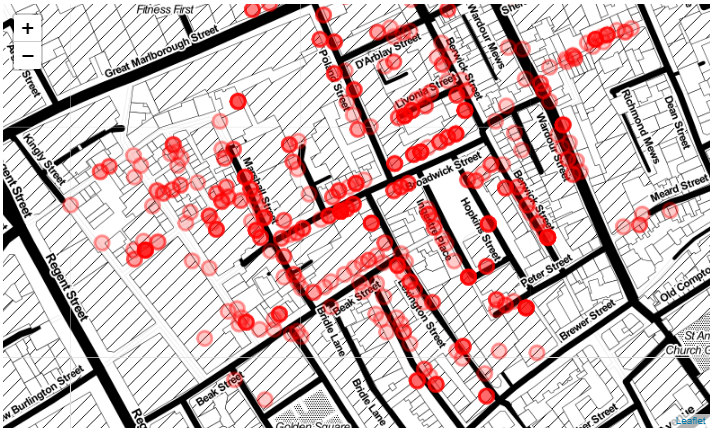 Fitness First
+
−
Great Marlborough Street
Poland Street
D'Arblay Street
Berwick Street
Wardour Mews
Livonia Street
Kingly Street
Marshall Street
Broadwick Street
Ingestre Place
Hopkins Street
Berwick Street
Wardour Street
Richmond Mews
Dean Street
Meard Street
Regent Street
Peter Street
Beak Street
Lexington Street
Bridle Lane
Brewer Street
Old Compto
St An
Church G
Beak Street
Bridle Lane
w Burlington Street
Golden Square
Leaflet